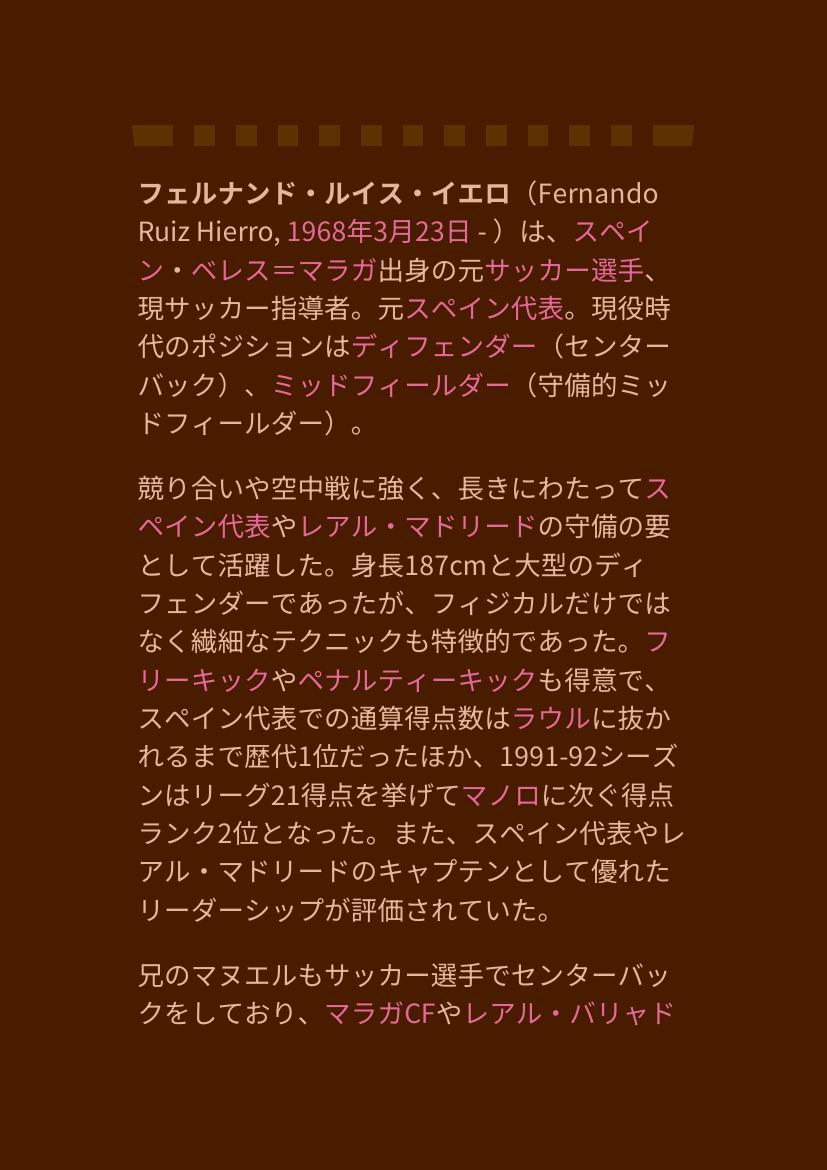 フェルナンド・ルイス・イエロ（Fernando
Ruiz Hierro, 1968年3月23日 - ）は、スペイ
ン・ベレス＝マラガ出身の元サッカー選手、
現サッカー指導者。元スペイン代表。現役時
代のポジションはディフェンダー（センター
バック）、ミッドフィールダー（守備的ミッ
ドフィールダー）。
競り合いや空中戦に強く、長きにわたってス
ペイン代表やレアル・マドリードの守備の要
として活躍した。身長187cmと大型のディ
フェンダーであったが、フィジカルだけでは
なく繊細なテクニックも特徴的であった。フ
リーキックやペナルティーキックも得意で、
スペイン代表での通算得点数はラウルに抜か
れるまで歴代1位だったほか、1991-92シーズ
ンはリーグ21得点を挙げてマノロに次ぐ得点
ランク2位となった。また、スペイン代表やレ
アル・マドリードのキャプテンとして優れた
リーダーシップが評価されていた。
兄のマヌエルもサッカー選手でセンターバッ
クをしており、マラガCFやレアル・バリャド